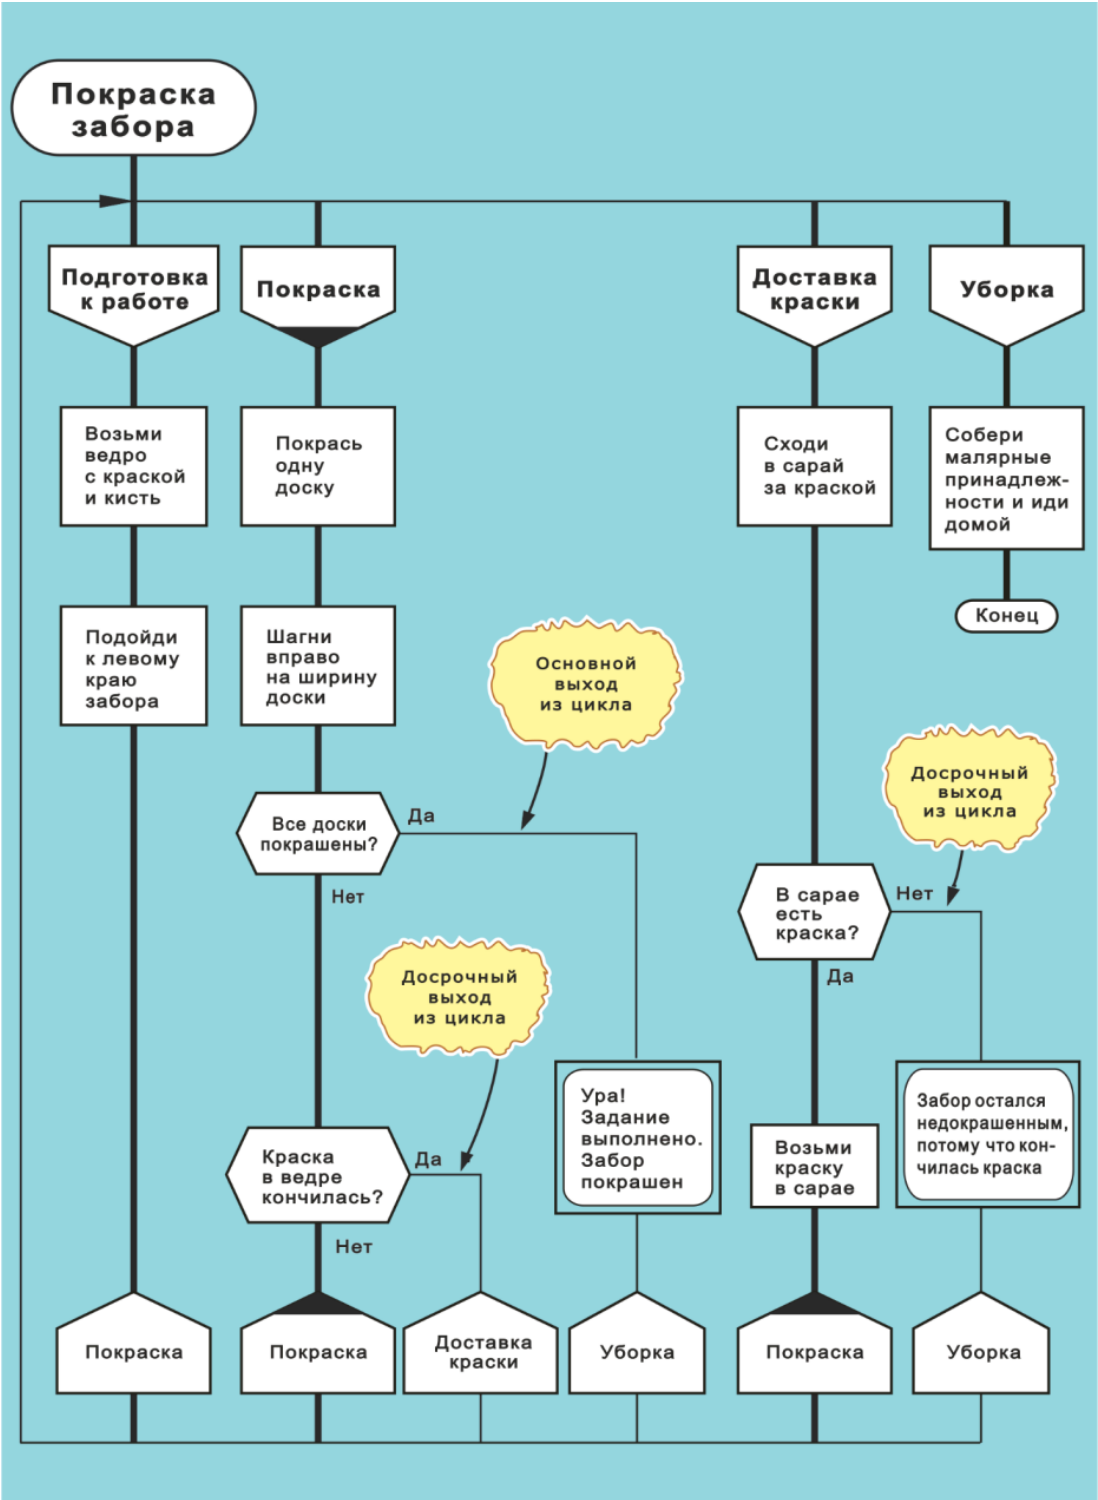 Покраска
забора
Подготовка
к работе
Покраска
Доставка
краски
Уборка
Возьми
ведро
с краской
и кисть
Покрась
одну
доску
Сходи
в сарай
за краской
Собери
малярные
принадлеж-
ности и иди
домой
Конец
Подойди
к левому
краю
забора
Шагни
вправо
на ширину
доски
Основной
выход
из цикла
Досрочный
выход
из цикла
Все доски
покрашены?
Да
Нет
В сарае
есть
краска?
Нет
Да
Досрочный
выход
из цикла
Ура!
Задание
выполнено.
Забор
покрашен
Забор остался
недокрашенным,
потому что кон-
чилась краска
Краска
в ведре
кончилась?
Да
Нет
Возьми
краску
в сарае
Покраска
Покраска
Доставка
краски
Уборка
Покраска
Уборка